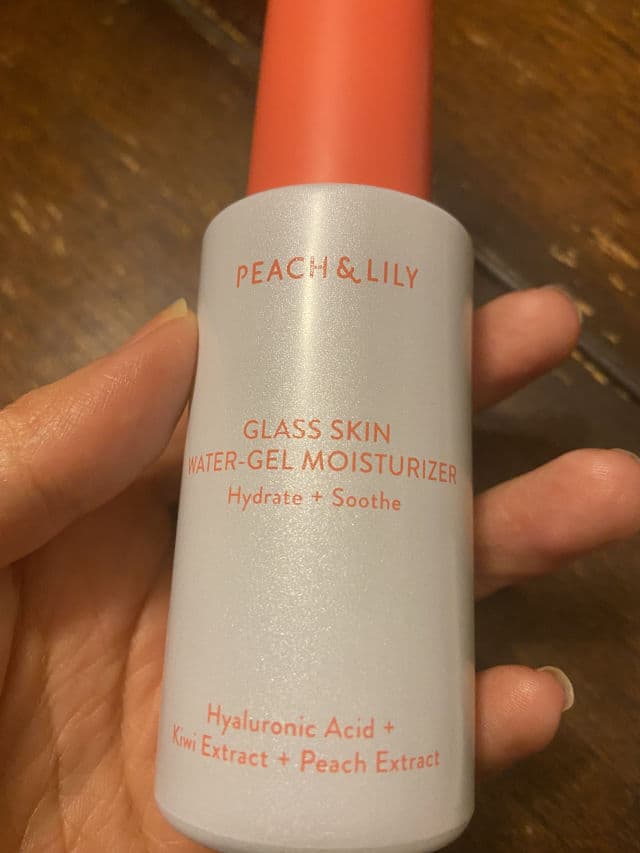 PEACH & LILY
GLASS SKIN
WATER-GEL MOISTURIZER
Hydrate + Soothe
Hyaluronic Acid +
Kiwi Extract + Peach Extract